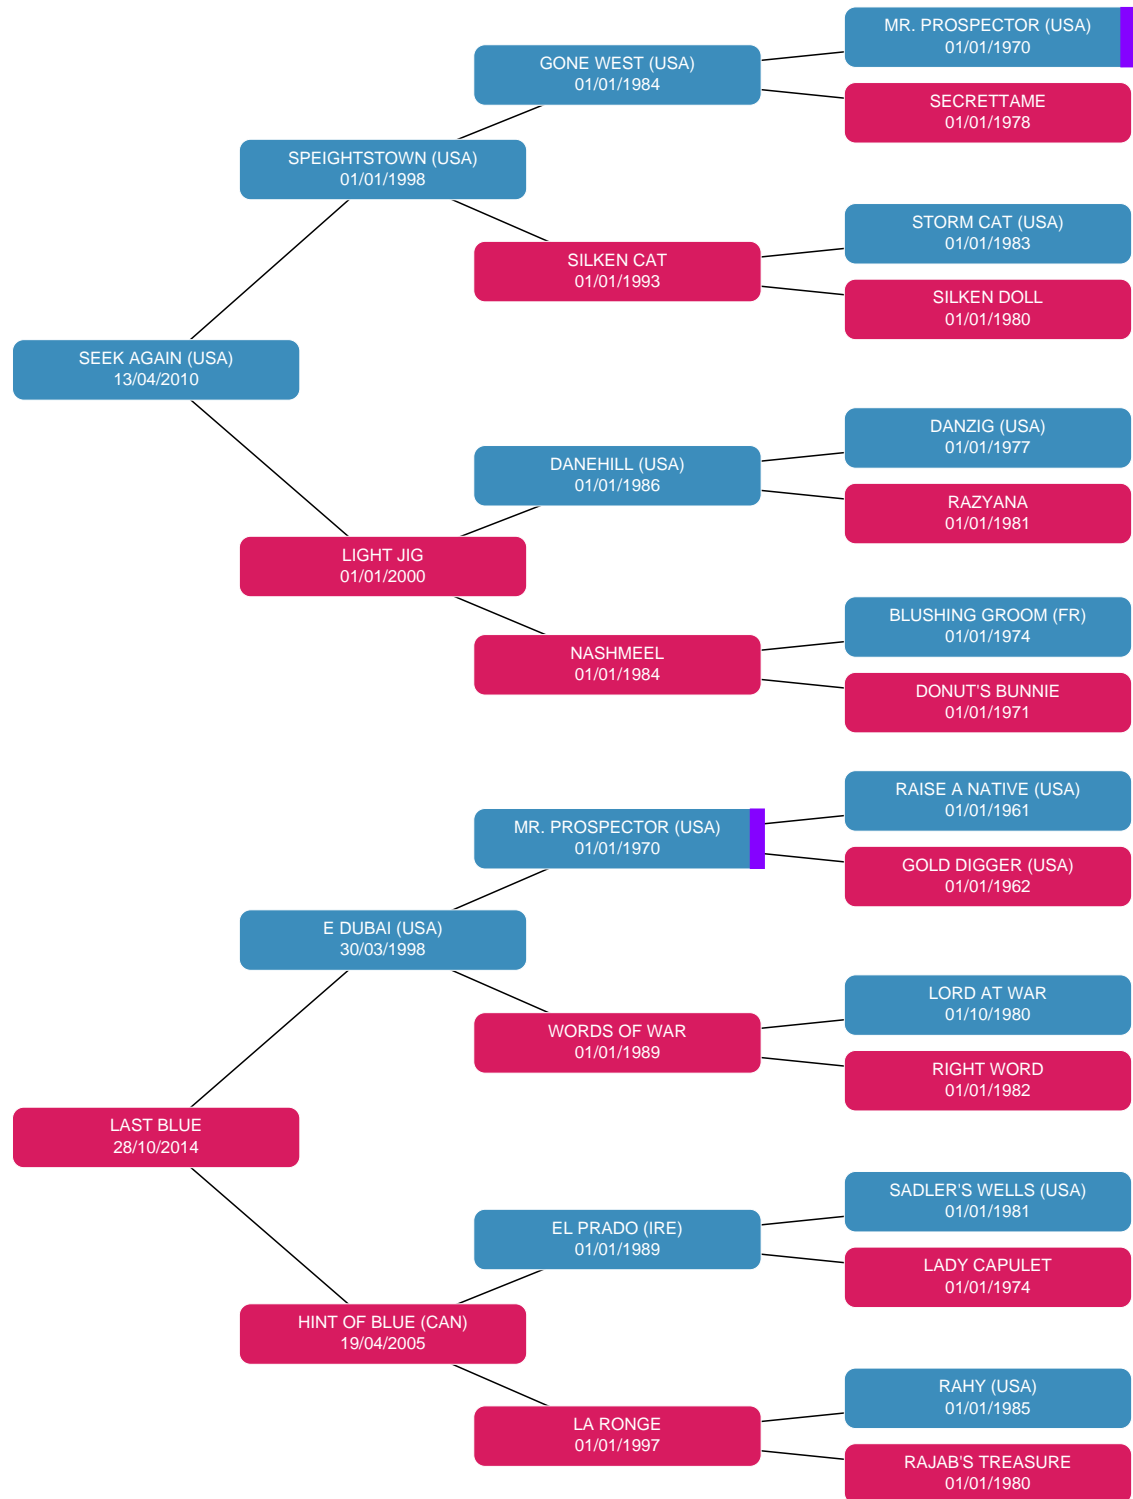 MR. PROSPECTOR (USA)
01/01/1970
GONE WEST (USA)
01/01/1984
SECRETTAME
01/01/1978
SPEIGHTSTOWN (USA)
01/01/1998
STORM CAT (USA)
01/01/1983
SILKEN CAT
01/01/1993
SILKEN DOLL
01/01/1980
SEEK AGAIN (USA)
13/04/2010
DANZIG (USA)
01/01/1977
DANEHILL (USA)
01/01/1986
RAZYANA
01/01/1981
LIGHT JIG
01/01/2000
BLUSHING GROOM (FR)
01/01/1974
NASHMEEL
01/01/1984
DONUT'S BUNNIE
01/01/1971
RAISE A NATIVE (USA)
01/01/1961
MR. PROSPECTOR (USA)
01/01/1970
GOLD DIGGER (USA)
01/01/1962
E DUBAI (USA)
30/03/1998
LORD AT WAR
01/10/1980
WORDS OF WAR
01/01/1989
RIGHT WORD
01/01/1982
LAST BLUE
28/10/2014
SADLER'S WELLS (USA)
01/01/1981
EL PRADO (IRE)
01/01/1989
LADY CAPULET
01/01/1974
HINT OF BLUE (CAN)
19/04/2005
RAHY (USA)
01/01/1985
LA RONGE
01/01/1997
RAJAB'S TREASURE
01/01/1980